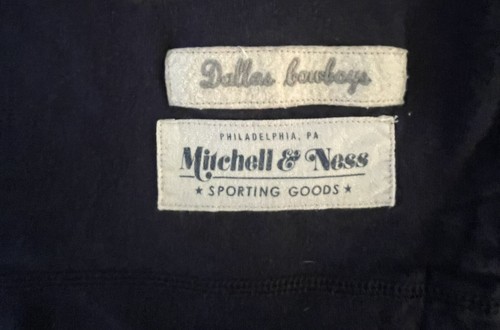 Dallas Cowboys
PHILADELPHIA, PA
Mitchell & Ness
★ SPORTING GOODS ★